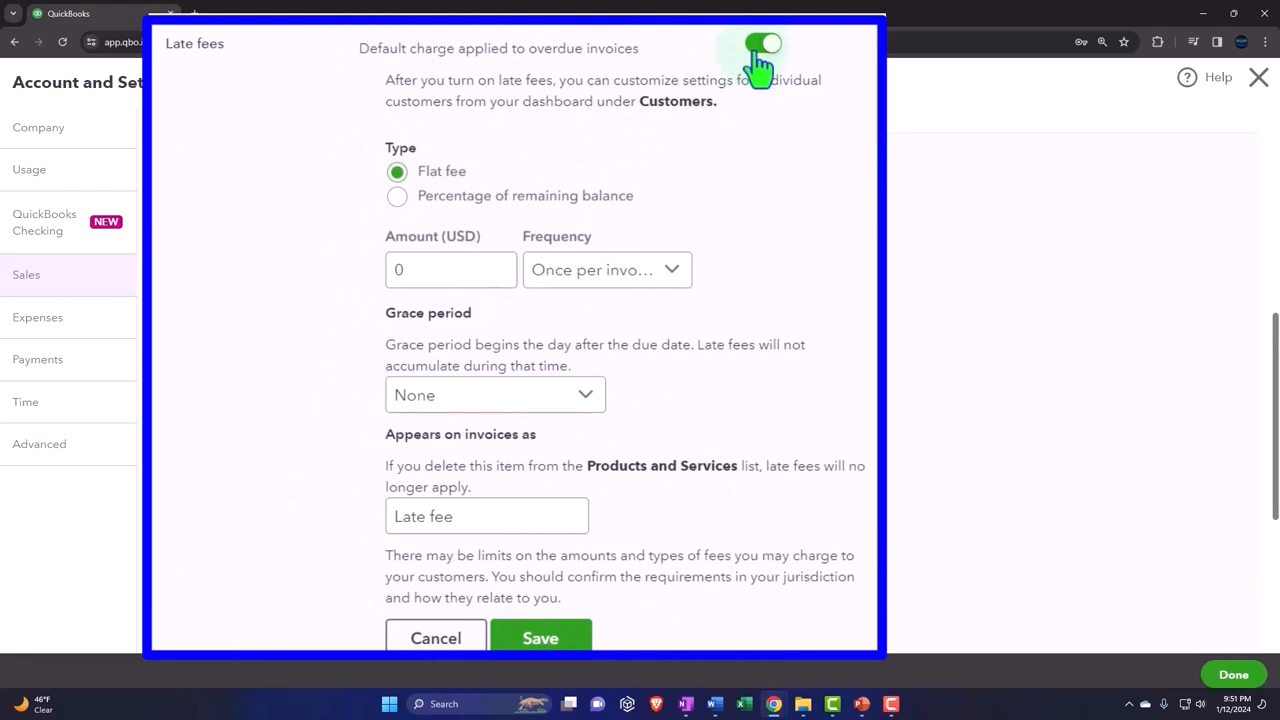 QuickBooks
app.qbo.i
Account and Set
Help
Company
Usage
QuickBooks
Checking
NEW
Sales
Expenses
Payments
Time
Advanced
Late fees
Default charge applied to overdue invoices
After you turn on late fees, you can customize settings fo individual
customers from your dashboard under Customers.
Type
Flat fee
Percentage of remaining balance
Amount (USD) Frequency
0 Once per invo...
Grace period
Grace period begins the day after the due date. Late fees will not
accumulate during that time.
None
Appears on invoices as
If you delete this item from the Products and Services list, late fees will no
longer apply.
Late fee
There may be limits on the amounts and types of fees you may charge to
your customers. You should confirm the requirements in your jurisdiction
and how they relate to you.
Cancel Save
Done
46°F
Clear
Search
9:51 PM
1/12/2024